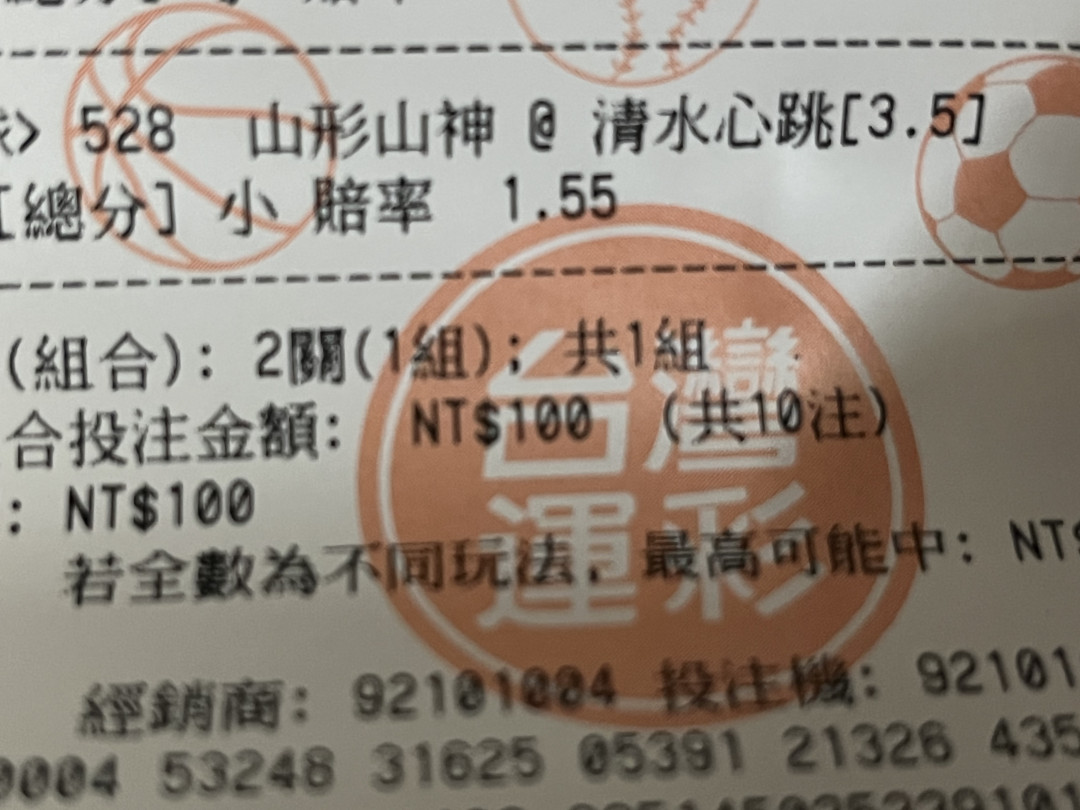 > 528 山形山神 @ 清水心跳[3.5]
[總分] 小 賠率 1.55
(組合): 2關(1組); 共1組
合投注金額: NT$100 (共10注)
: NT$100
若全數為不同玩法, 最高可能中: NT$
台灣
運彩
經銷商: 92101004 投注機: 92101
0004 53248 31625 05391 21326 435